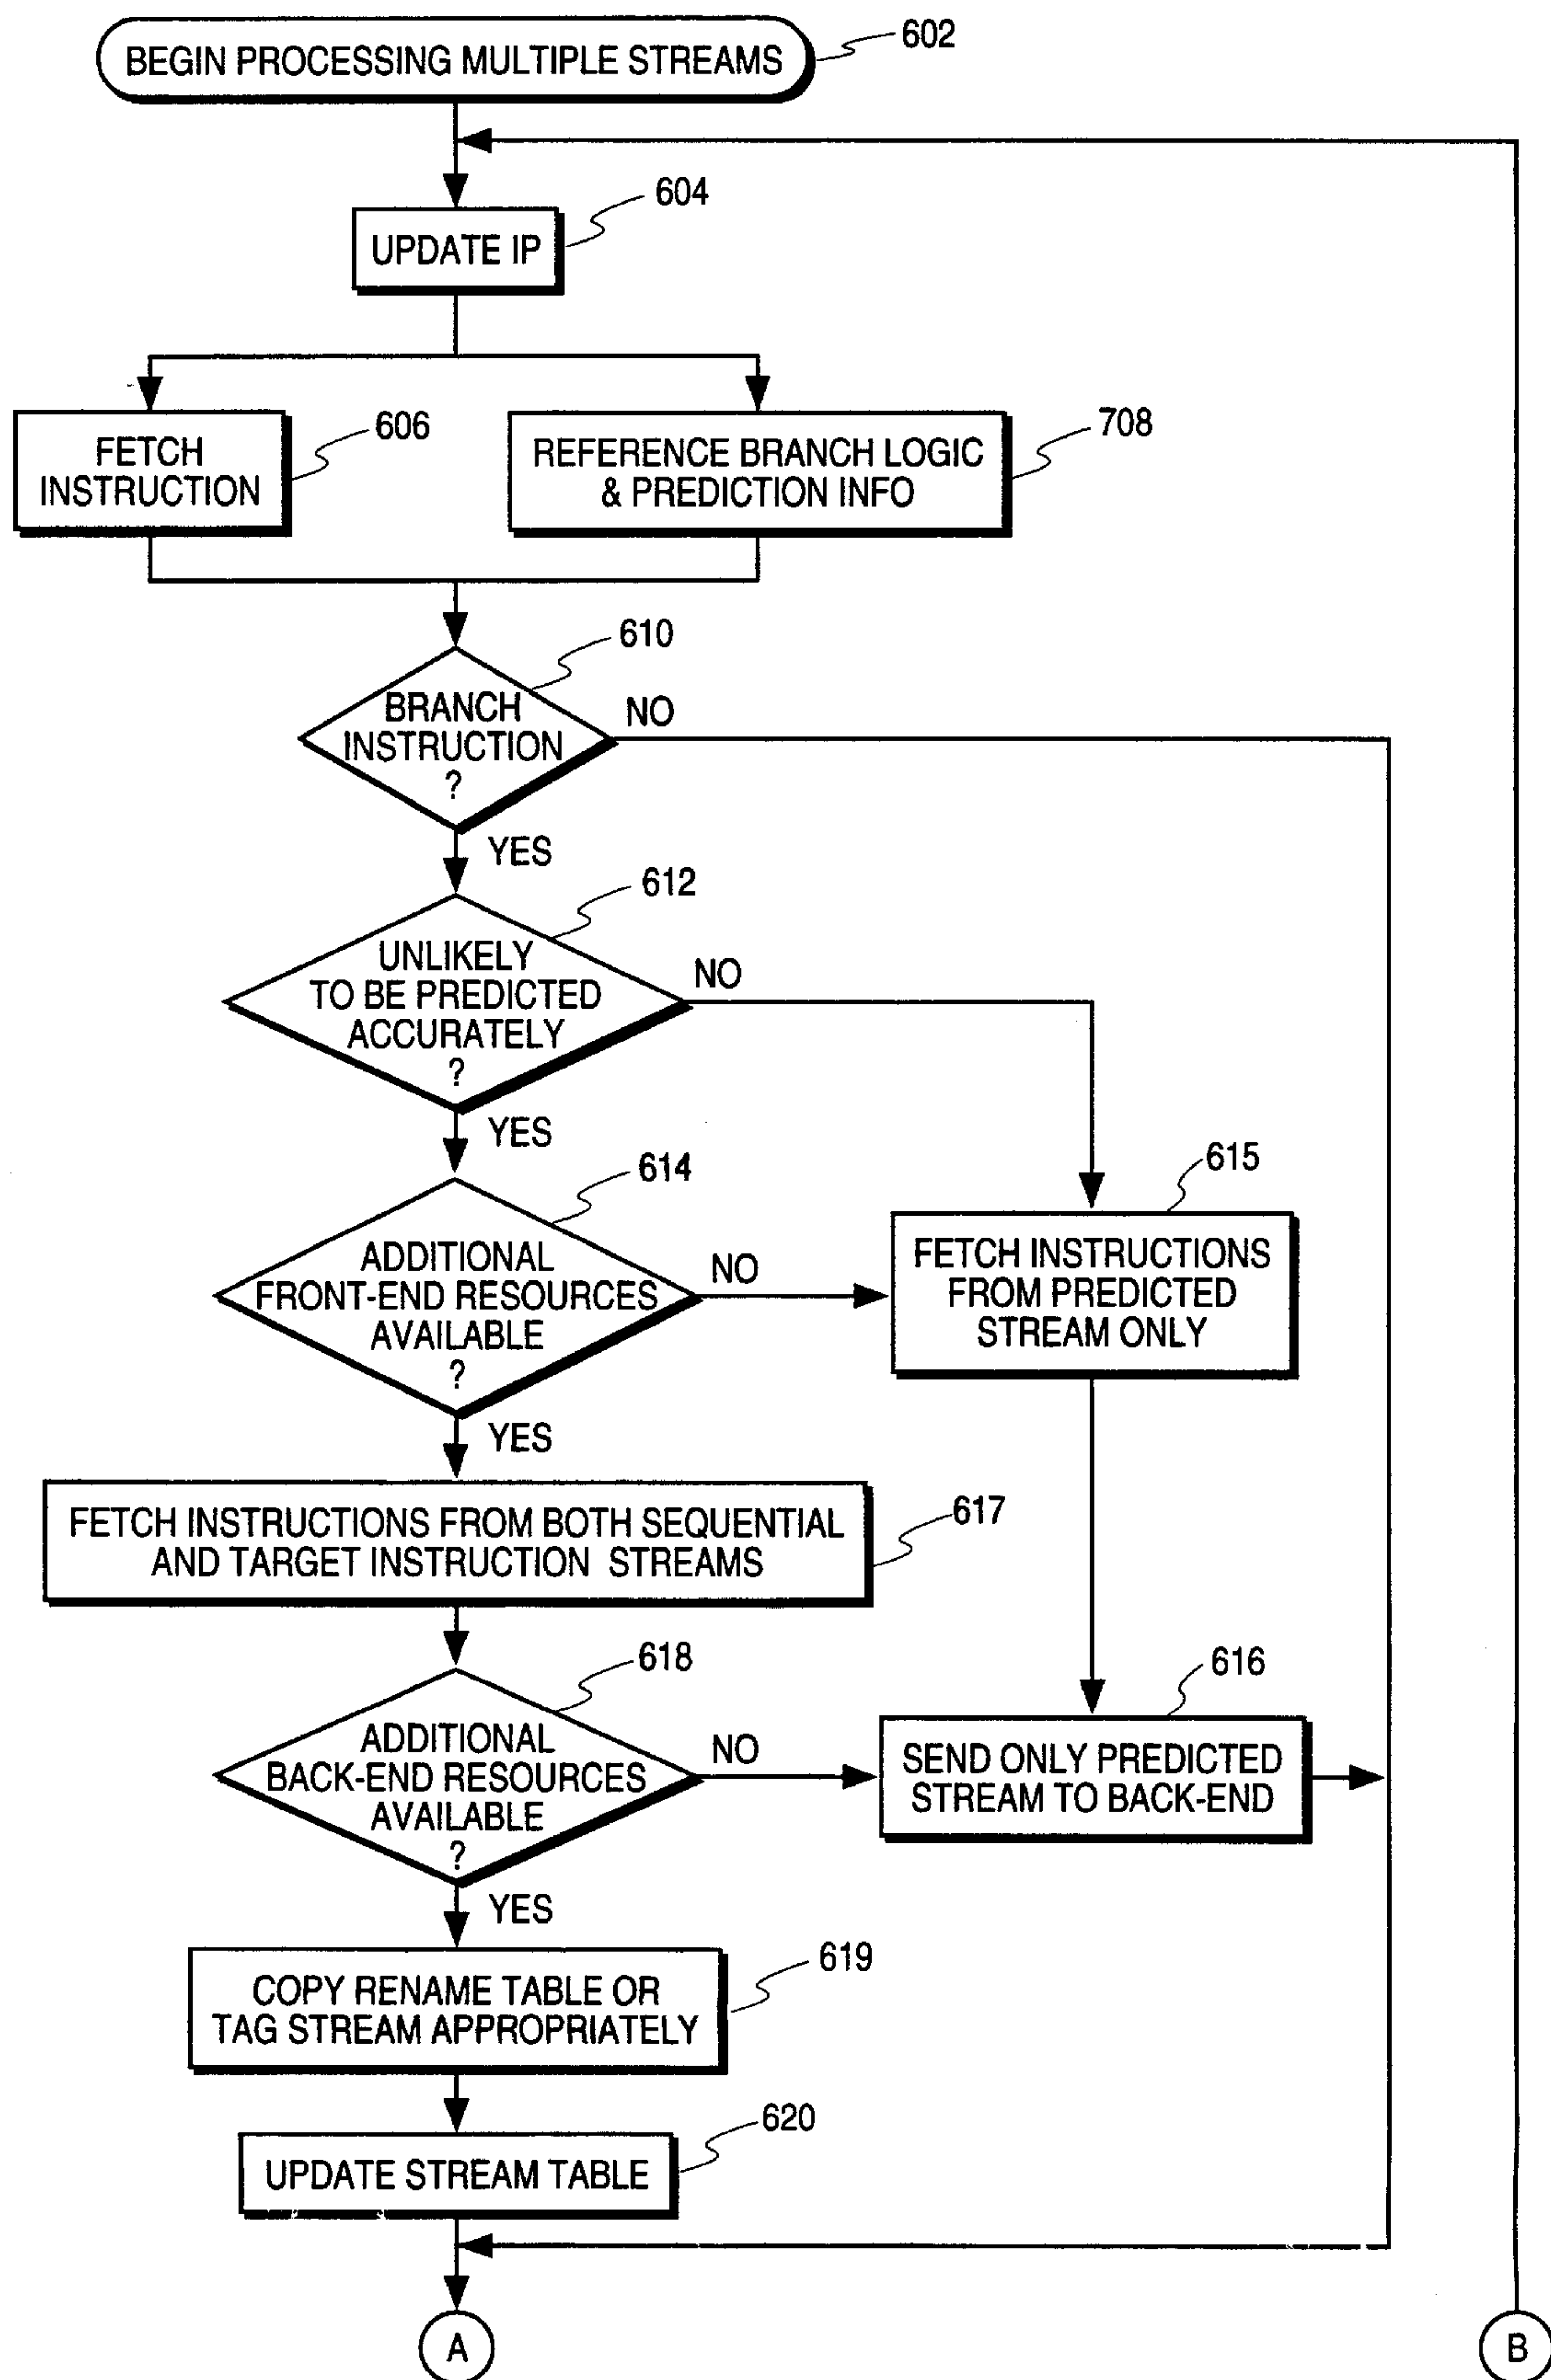 BEGIN PROCESSING MULTIPLE STREAMS
602
604
UPDATE IP
606
FETCH
INSTRUCTION
708
REFERENCE BRANCH LOGIC
& PREDICTION INFO
610
BRANCH
INSTRUCTION
?
NO
YES
612
UNLIKELY
TO BE PREDICTED
ACCURATELY
?
NO
YES
614
ADDITIONAL
FRONT-END RESOURCES
AVAILABLE
?
NO
615
FETCH INSTRUCTIONS
FROM PREDICTED
STREAM ONLY
YES
FETCH INSTRUCTIONS FROM BOTH SEQUENTIAL
AND TARGET INSTRUCTION STREAMS
617
618
ADDITIONAL
BACK-END RESOURCES
AVAILABLE
?
NO
616
SEND ONLY PREDICTED
STREAM TO BACK-END
YES
619
COPY RENAME TABLE OR
TAG STREAM APPROPRIATELY
620
UPDATE STREAM TABLE
A
B